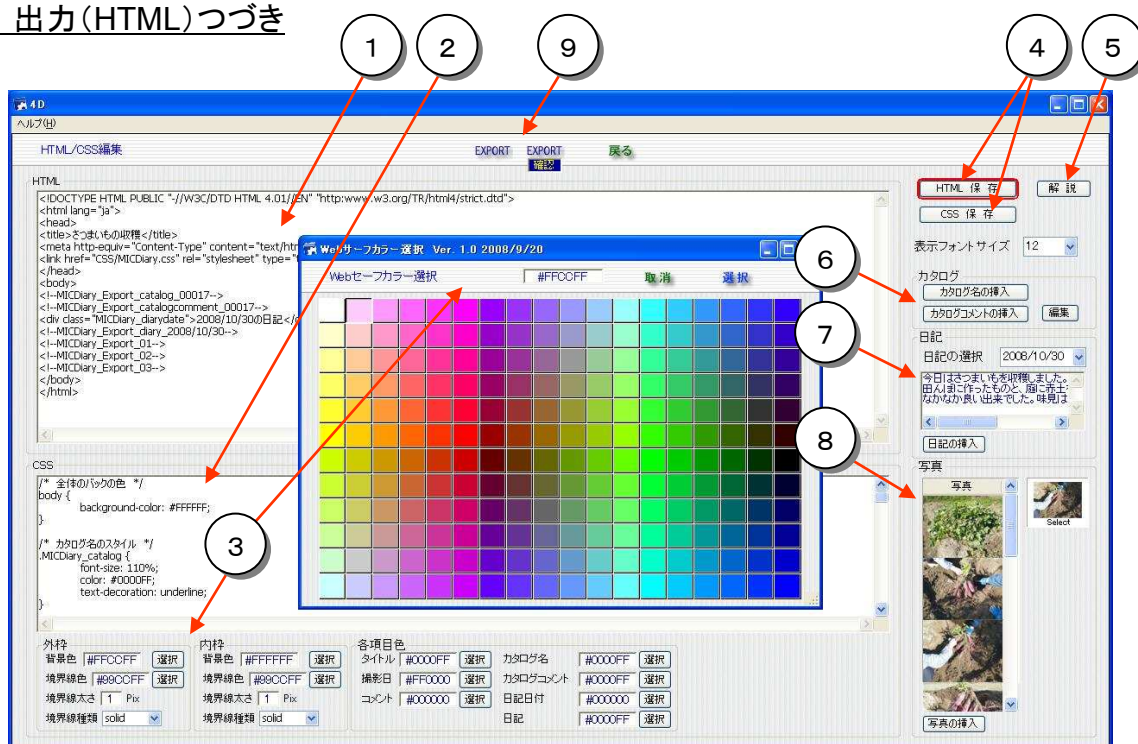 出力（HTML）つづき
１
２
９
４
５
4D
ヘルプ(H)
HTML/CSS編集
EXPORT
EXPORT
確認
戻る
HTML
<!DOCTYPE HTML PUBLIC "-//W3C//DTD HTML 4.01//EN" "http:www.w3.org/TR/html4/strict.dtd">
<html lang="ja">
<head>
<title>さつまいもの収穫</title>
<meta http-equiv="Content-Type" content="text/htm
<link href="CSS/MICDiary.css" rel="stylesheet" type="
</head>
<body>
<!--MICDiary_Export_catalog_00017-->
<!--MICDiary_Export_catalogcomment_00017-->
<div class="MICDiary_diarydate">2008/10/30の日記</
<!--MICDiary_Export_diary_2008/10/30-->
<!--MICDiary_Export_01-->
<!--MICDiary_Export_02-->
<!--MICDiary_Export_03-->
</body>
</html>
Webセーフカラー選択 Ver. 1.0 2008/9/20
Webセーフカラー選択
#FFCCFF
取消
選択
HTML 保 存
解 説
CSS 保 存
表示フォントサイズ 12
６
カタログ
カタログ名の挿入
カタログコメントの挿入
編集
７
日記
日記の選択 2008/10/30
今日はさつまいもを収穫しました。
田んぼに作ったものと、庭に赤土
なかなか良い出来でした。味見は
日記の挿入
８
写真
写真
Select
写真の挿入
CSS
/* 全体のバックの色 */
body {
background-color: #FFFFFF;
}
/* カタログ名のスタイル */
.MICDiary_catalog {
font-size: 110%;
color: #0000FF;
text-decoration: underline;
}
３
外枠
背景色 #FFCCFF 選択
境界線色 #99CCFF 選択
境界線太さ 1 Pix
境界線種類 solid
内枠
背景色 #FFFFFF 選択
境界線色 #99CCFF 選択
境界線太さ 1 Pix
境界線種類 solid
各項目色
タイトル #0000FF 選択
撮影日 #FF0000 選択
コメント #000000 選択
カタログ名 #0000FF 選択
カタログコメント #0000FF 選択
日記日付 #000000 選択
日記 #0000FF 選択